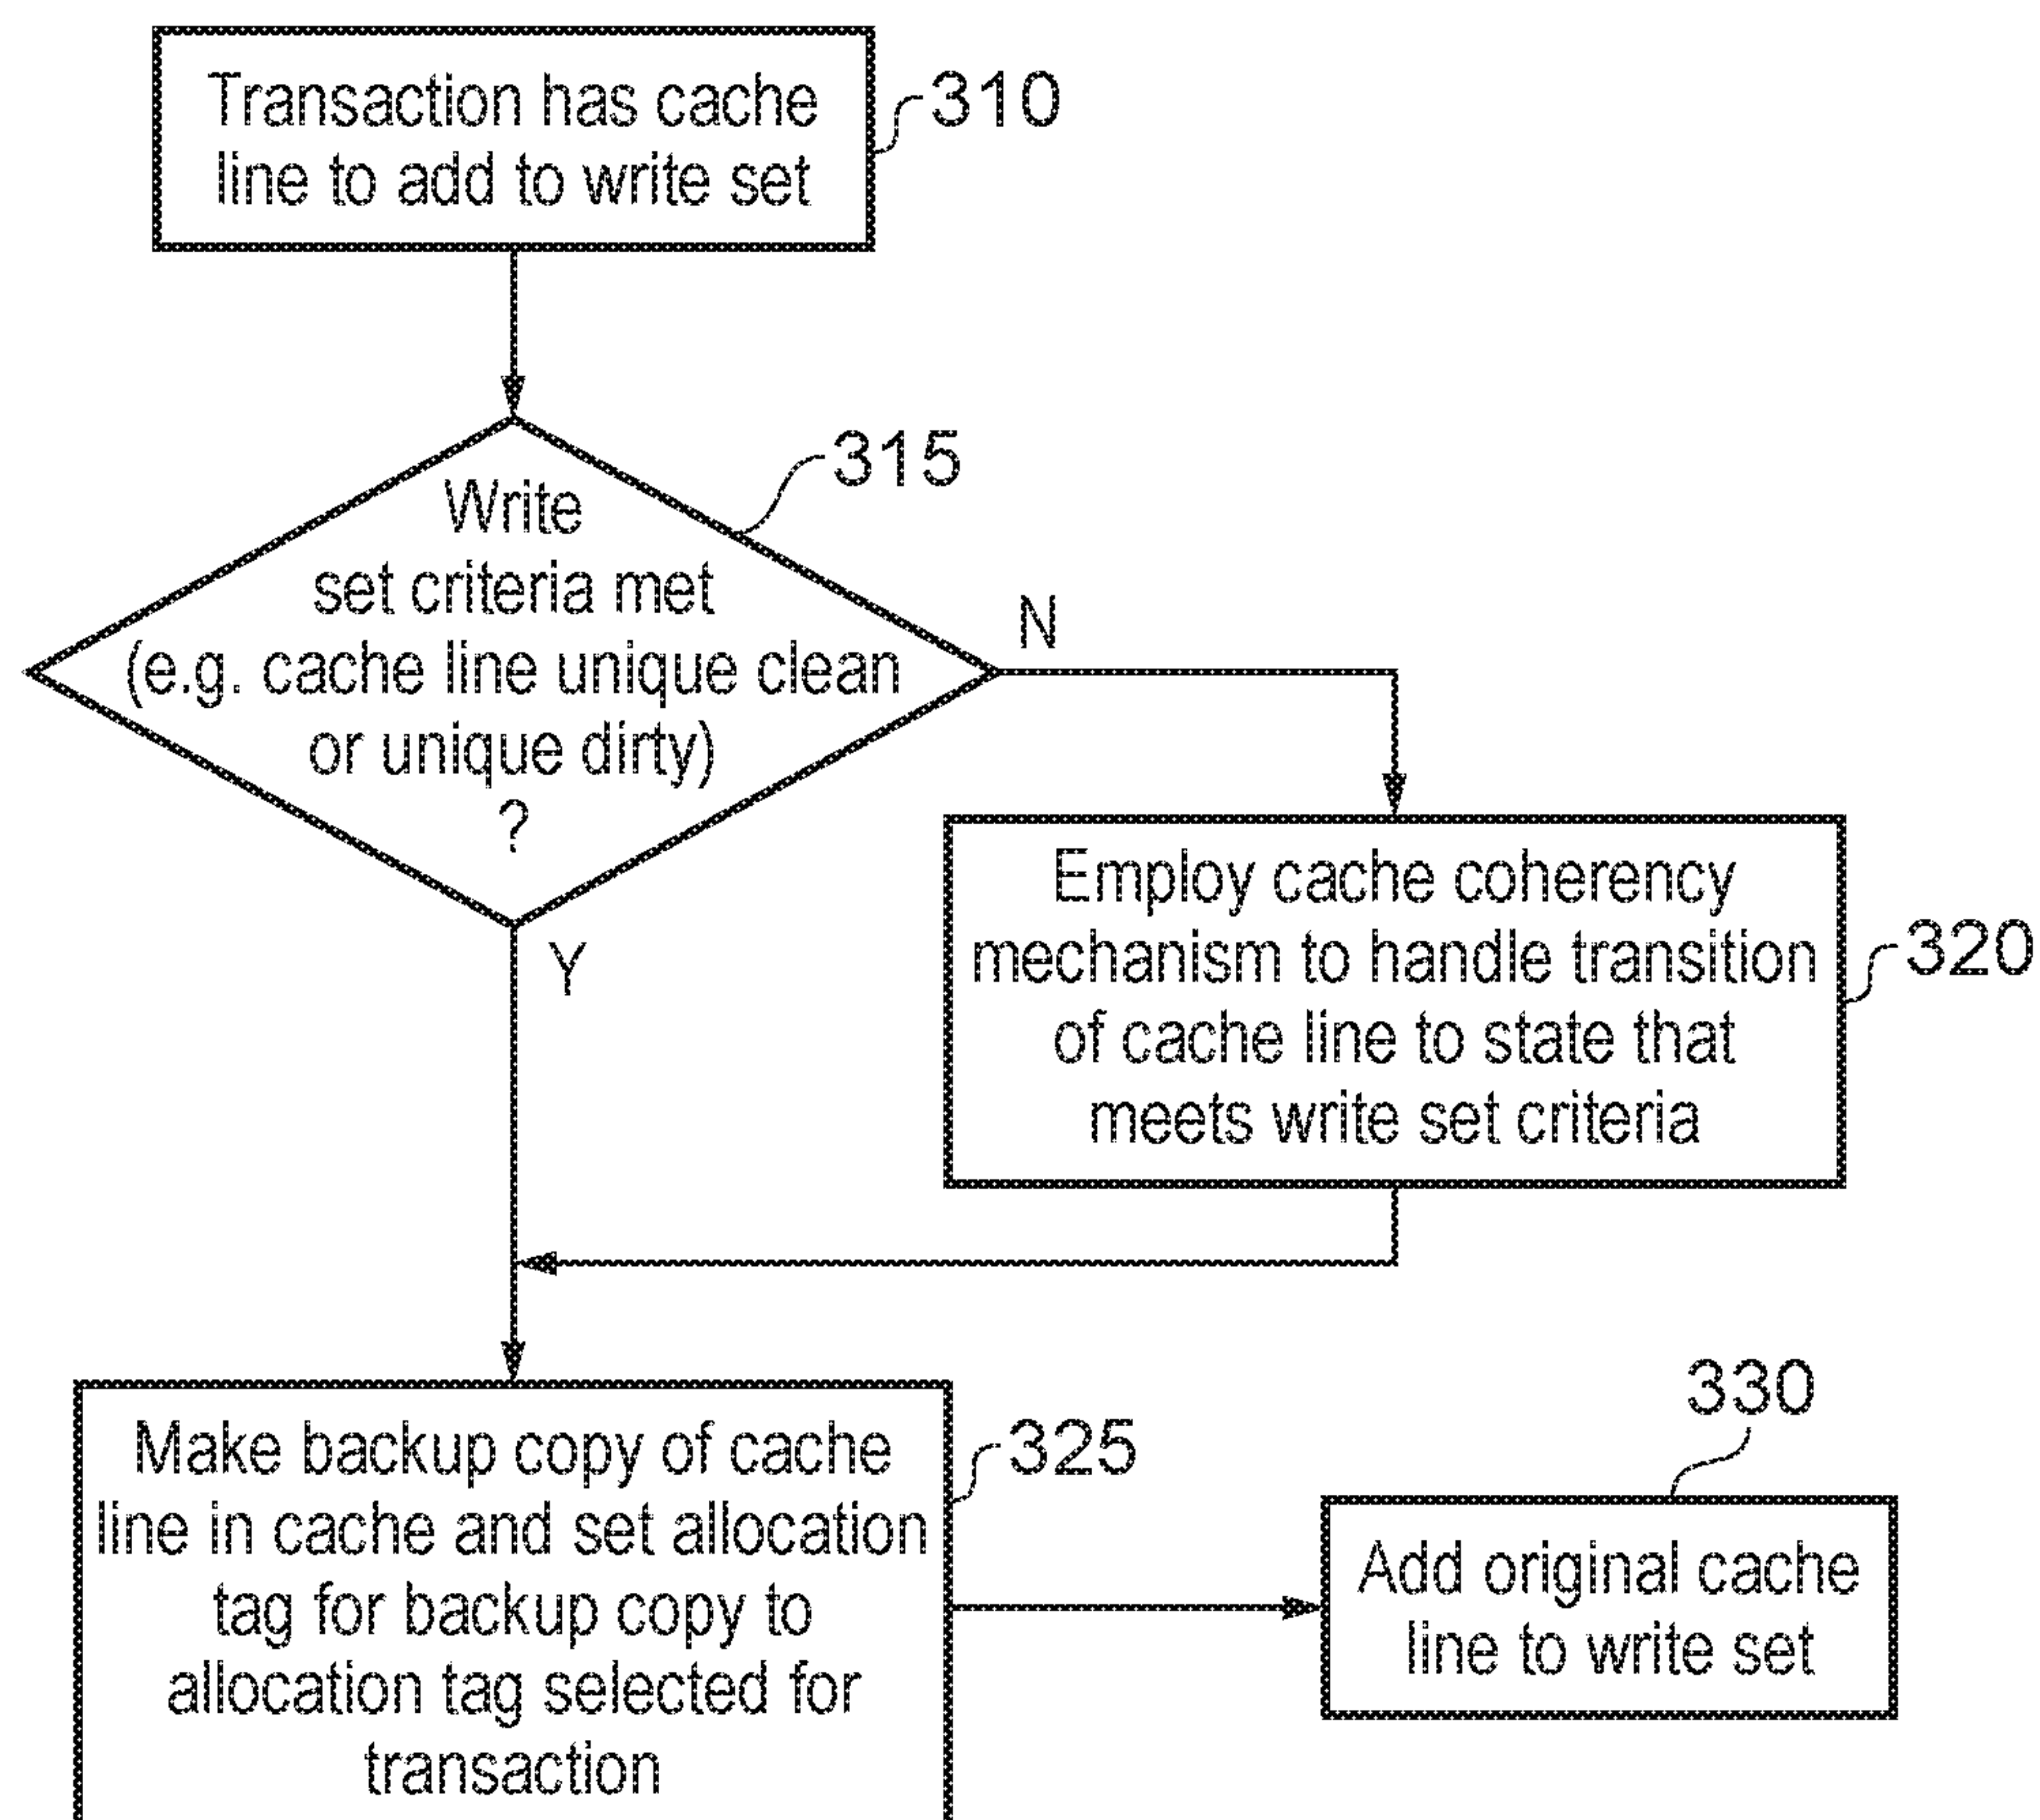 Transaction has cache
line to add to write set
310
Write
set criteria met
(e.g. cache line unique clean
or unique dirty)
?
315
N
Y
Employ cache coherency
mechanism to handle transition
of cache line to state that
meets write set criteria
320
Make backup copy of cache
line in cache and set allocation
tag for backup copy to
allocation tag selected for
transaction
325
330
Add original cache
line to write set